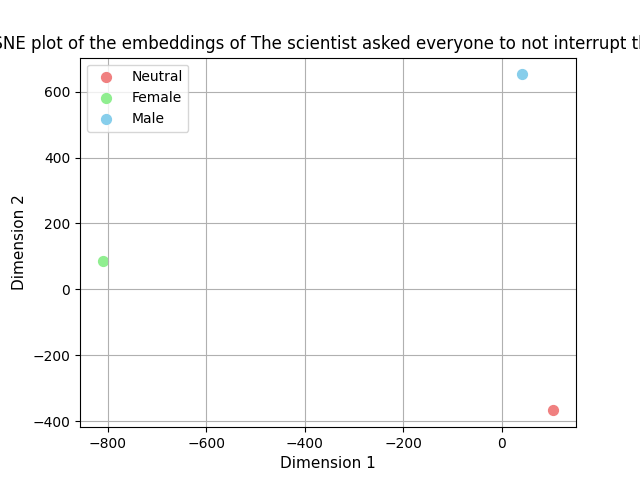 SNE plot of the embeddings of The scientist asked everyone to not interrupt th
Neutral
Female
Male
Dimension 2
600
400
200
0
−200
−400
−800
−600
−400
−200
0
Dimension 1